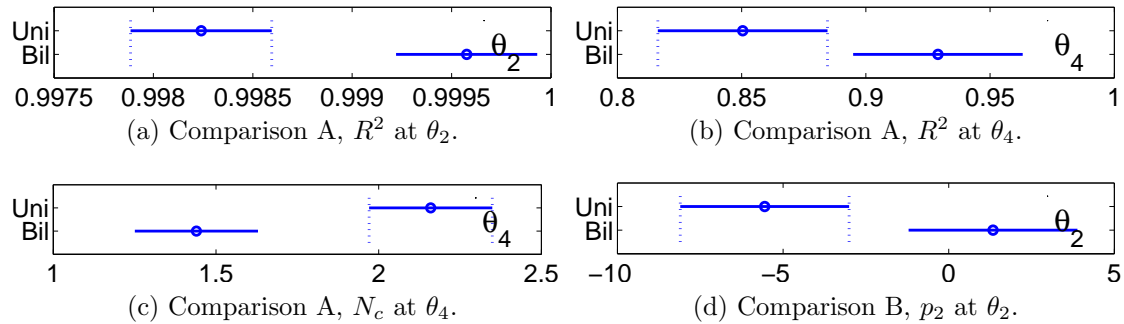 Uni
Bil
θ2
0.9975 0.998 0.9985 0.999 0.9995 1
(a) Comparison A, R² at θ₂.
Uni
Bil
θ4
0.8 0.85 0.9 0.95 1
(b) Comparison A, R² at θ₄.
Uni
Bil
θ4
1 1.5 2 2.5
(c) Comparison A, N_c at θ₄.
Uni
Bil
θ2
−10 −5 0 5
(d) Comparison B, p₂ at θ₂.